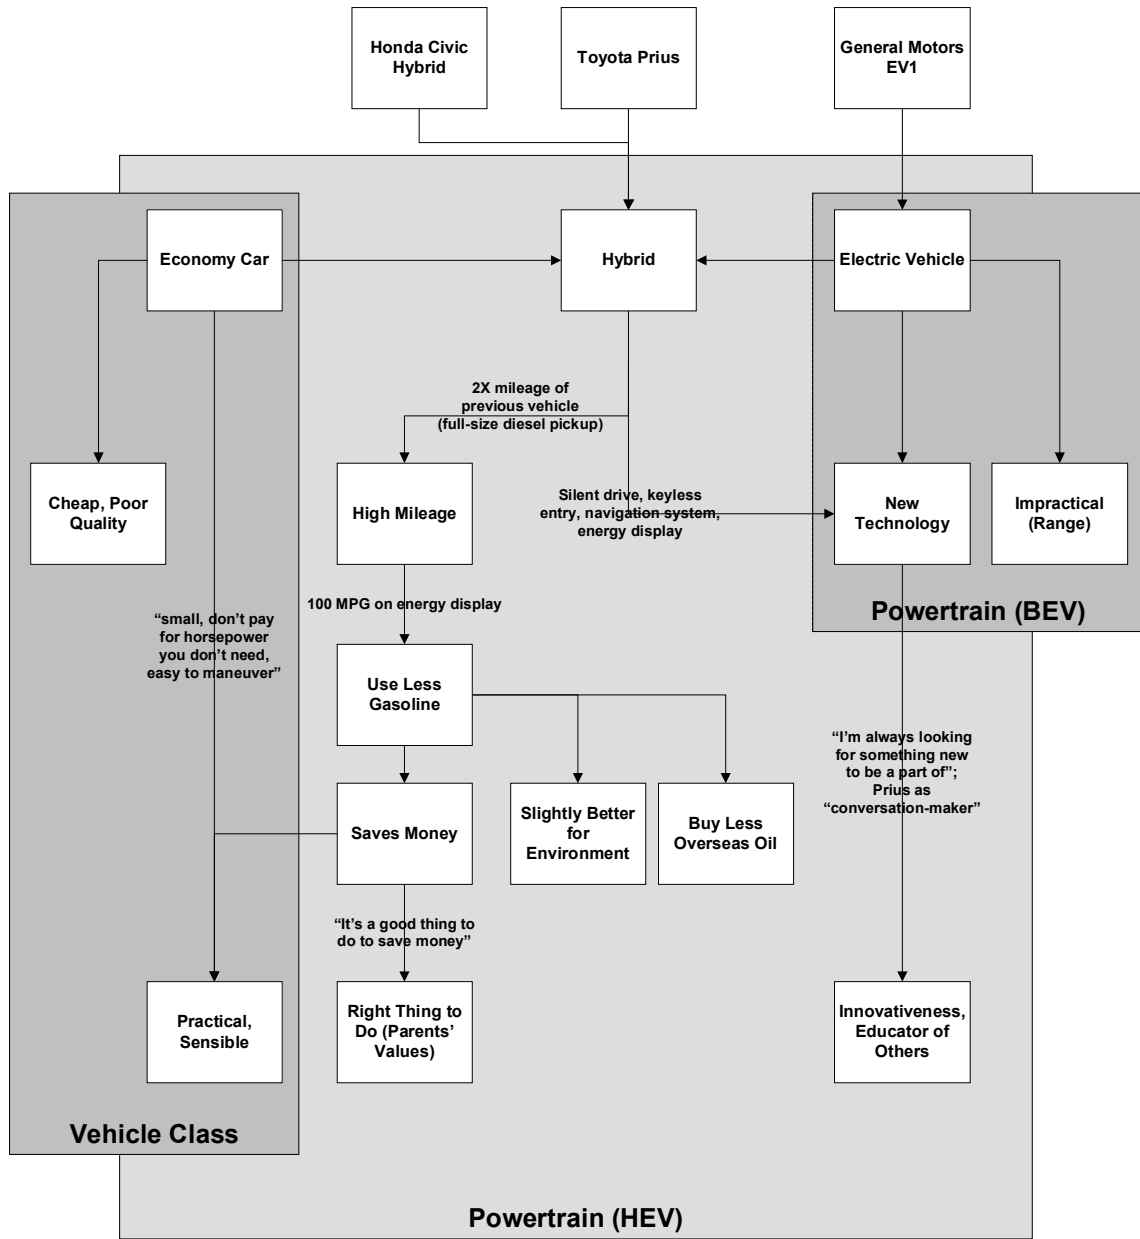 Honda Civic
Hybrid
Toyota Prius
General Motors
EV1
Economy Car
Hybrid
Electric Vehicle
2X mileage of
previous vehicle
(full-size diesel pickup)
Cheap, Poor
Quality
High Mileage
Silent drive, keyless
entry, navigation system,
energy display
New
Technology
Impractical
(Range)
100 MPG on energy display
Powertrain (BEV)
“small, don’t pay
for horsepower
you don’t need,
easy to maneuver”
Use Less
Gasoline
“I’m always looking
for something new
to be a part of”;
Prius as
“conversation-maker”
Saves Money
Slightly Better
for
Environment
Buy Less
Overseas Oil
“It’s a good thing to
do to save money”
Practical,
Sensible
Right Thing to
Do (Parents’
Values)
Innovativeness,
Educator of
Others
Vehicle Class
Powertrain (HEV)